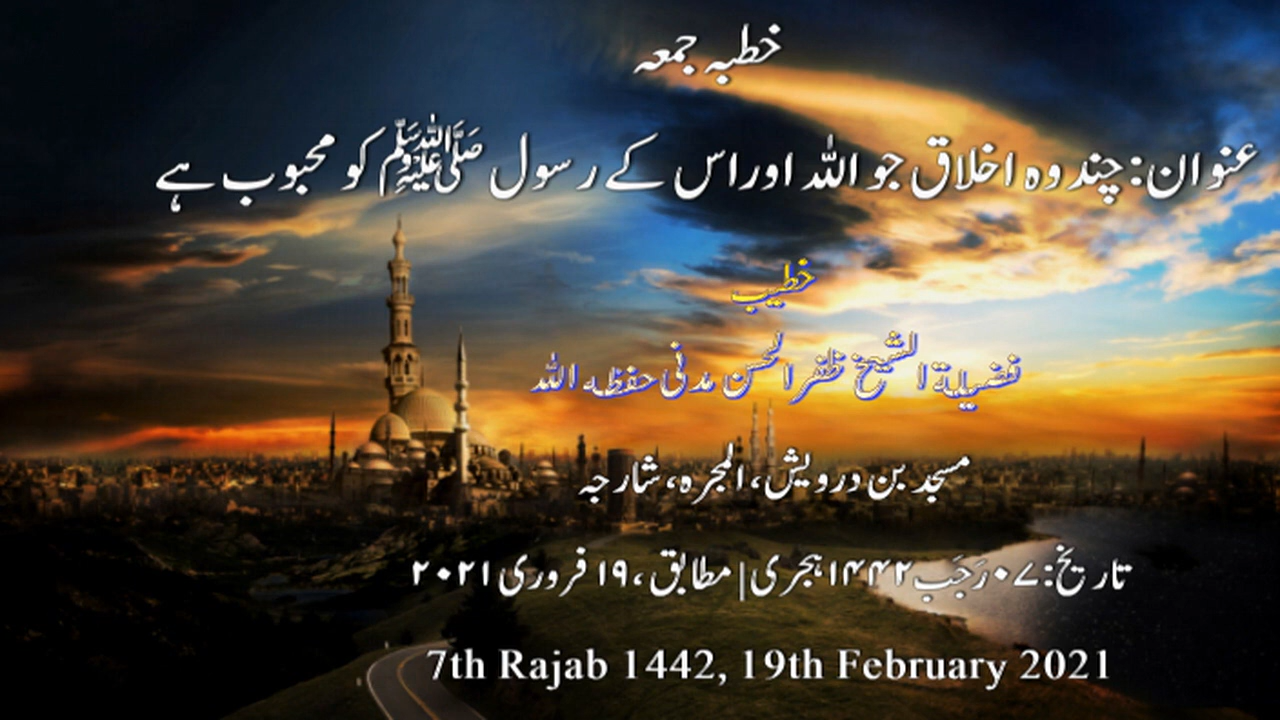 خطبہ جمعہ
عنوان: چند وہ اخلاق جو اللہ اور اس کے رسول ﷺ کو محبوب ہے
خطیب
فضیلۃ الشیخ ظفر الحسن مدنی حفظہ اللہ
مسجد بن درویش، المجرہ، شارجہ
تاریخ: ۰۷ رَجَب ۱۴۴۲ ہجری | مطابق، ۱۹ فروری ۲۰۲۱
7th Rajab 1442, 19th February 2021